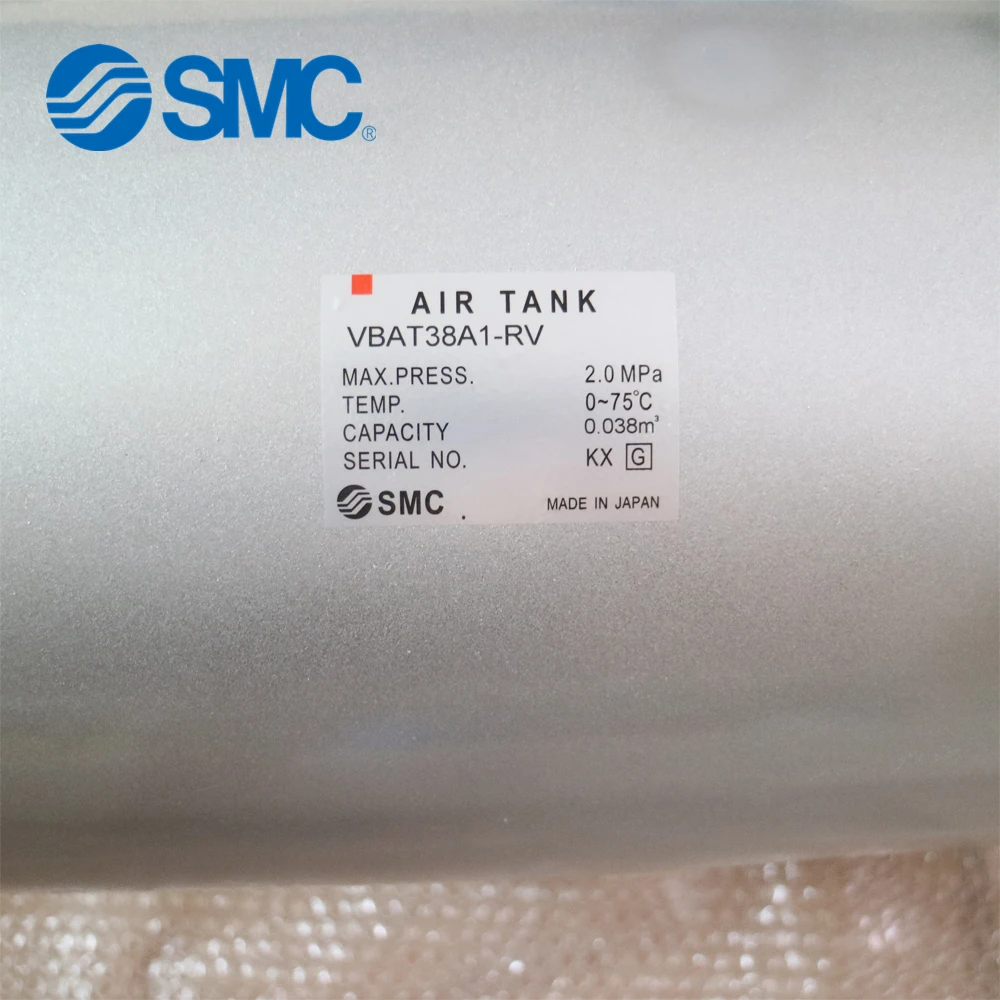 SMC®
AIR TANK
VBAT38A1-RV
MAX.PRESS. 2.0 MPa
TEMP. 0~75℃
CAPACITY 0.038m³
SERIAL NO. KX G
SMC . MADE IN JAPAN